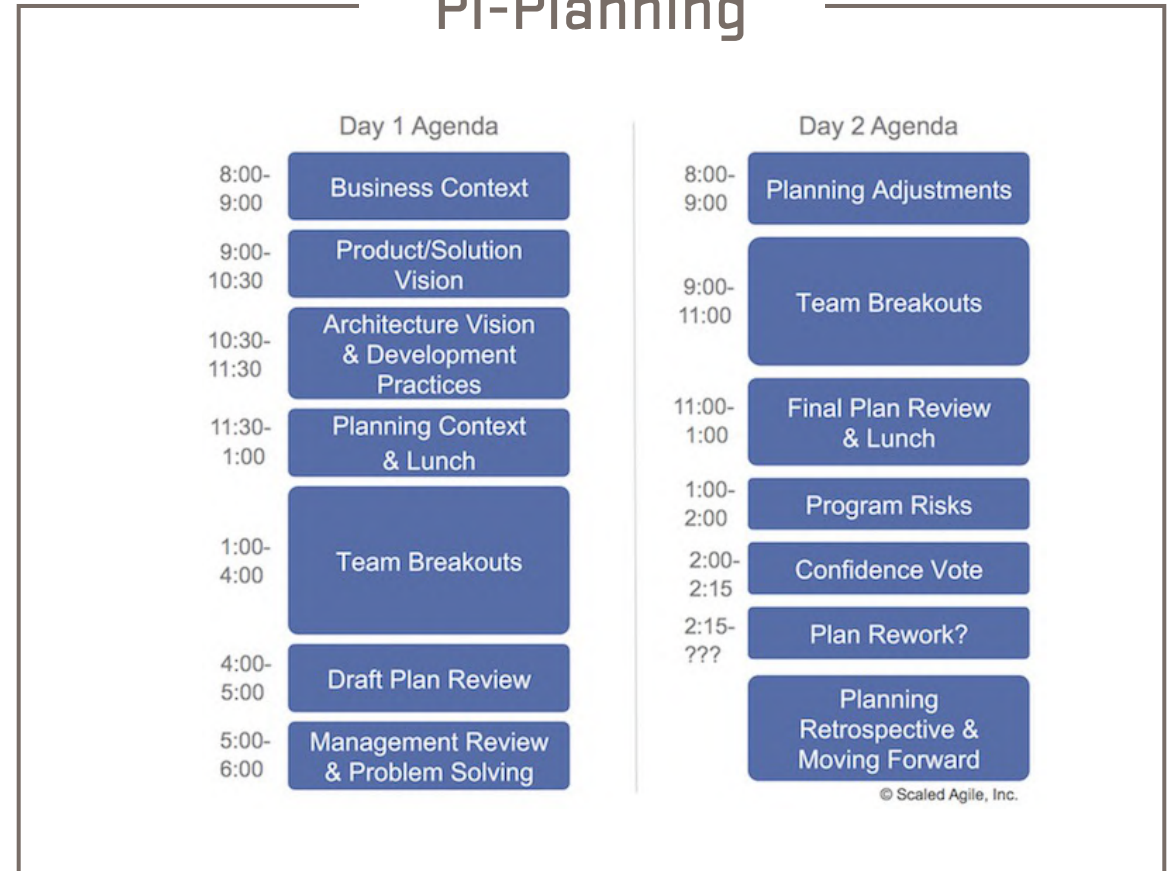 PI-Planning
Day 1 Agenda
8:00-
9:00
Business Context
9:00-
10:30
Product/Solution
Vision
10:30-
11:30
Architecture Vision
& Development
Practices
11:30-
1:00
Planning Context
& Lunch
1:00-
4:00
Team Breakouts
4:00-
5:00
Draft Plan Review
5:00-
6:00
Management Review
& Problem Solving
Day 2 Agenda
8:00-
9:00
Planning Adjustments
9:00-
11:00
Team Breakouts
11:00-
1:00
Final Plan Review
& Lunch
1:00-
2:00
Program Risks
2:00-
2:15
Confidence Vote
2:15-
???
Plan Rework?
Planning
Retrospective &
Moving Forward
© Scaled Agile, Inc.